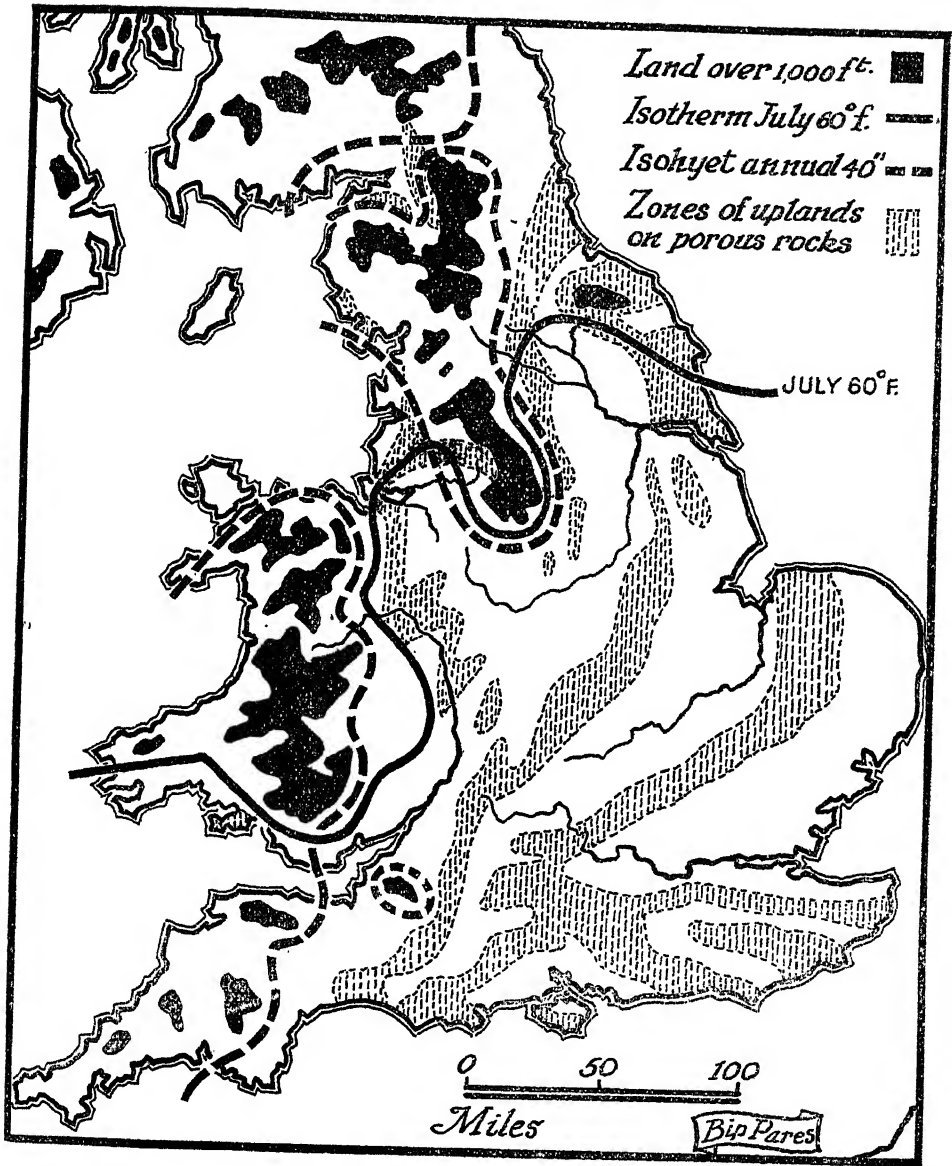 Land over 1,000 ft.
Isotherm July 60°f.
Isohyet annual 40"
Zones of uplands
on porous rocks
JULY 60°F.
0 50 100
Miles
Bip Pares